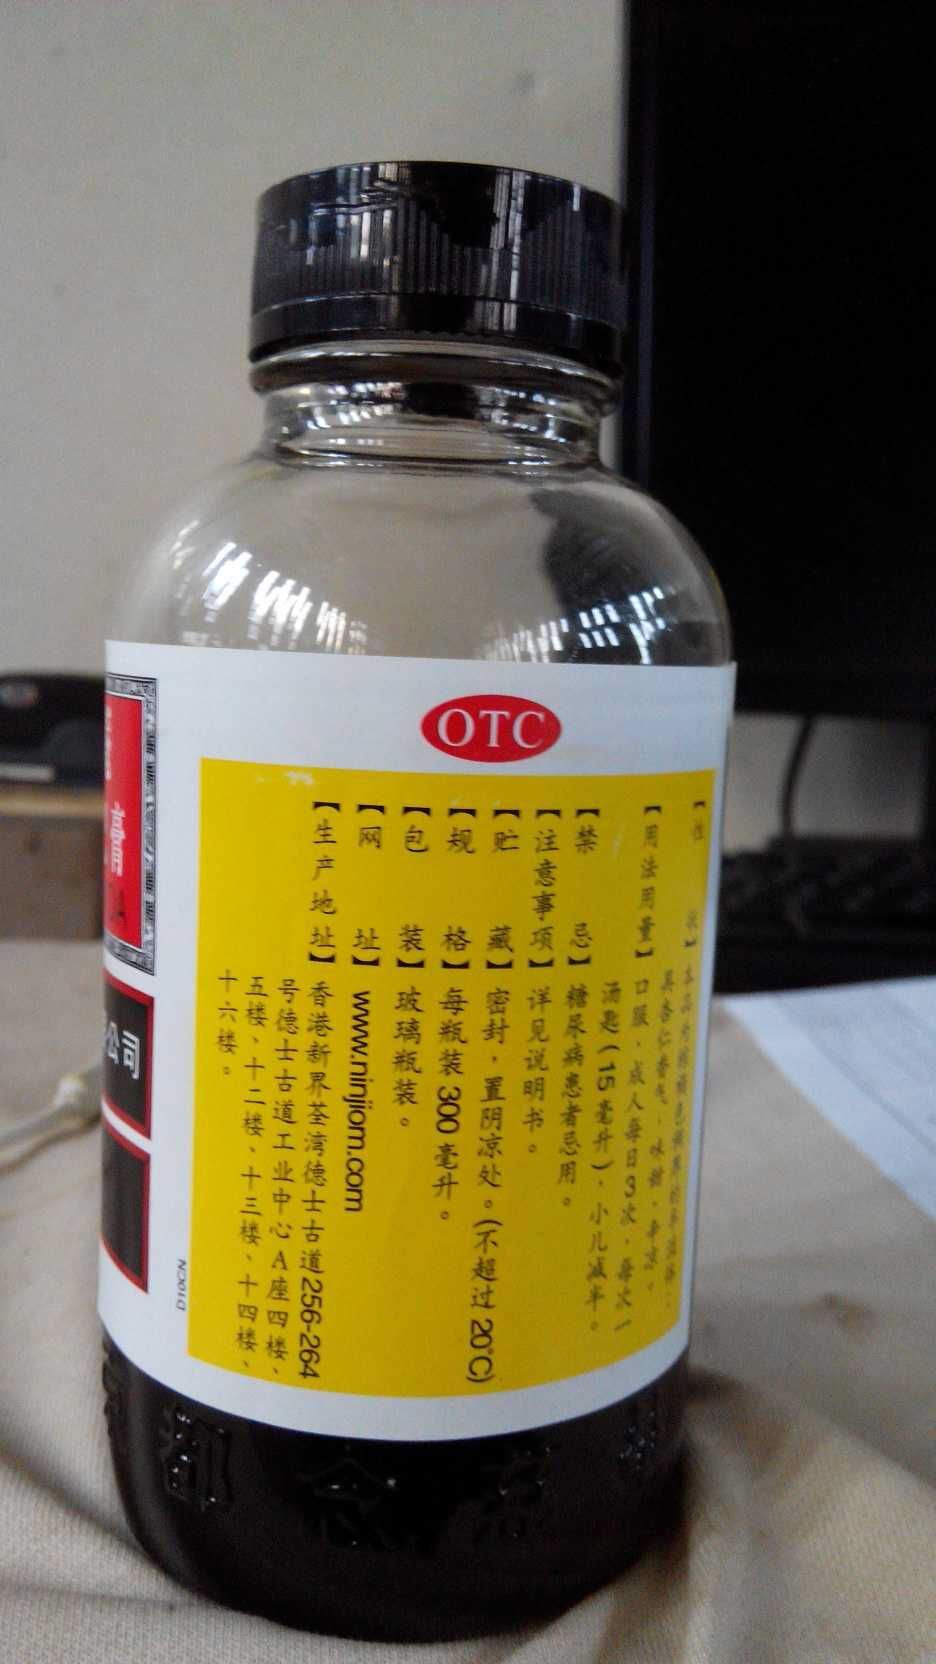 OTC
【性 状】本品为棕褐色稠厚的半流体；
具杏仁香气，味甜、辛凉。
【用法用量】口服，成人每日3次，每次一
汤匙(15毫升)，小儿减半。
【禁 忌】糖尿病患者忌用。
【注意事项】详见说明书。
【贮 藏】密封，置阴凉处。(不超过20°C)
【规 格】每瓶装300毫升。
【包 装】玻璃瓶装。
【网 址】www.ninjiom.com
【生产地址】香港新界荃湾德士古道256-264
号德士古道工业中心A座四楼、
五楼、十二楼、十三楼、十四楼、
十六楼。
D10CN
膏
公司
都念慈